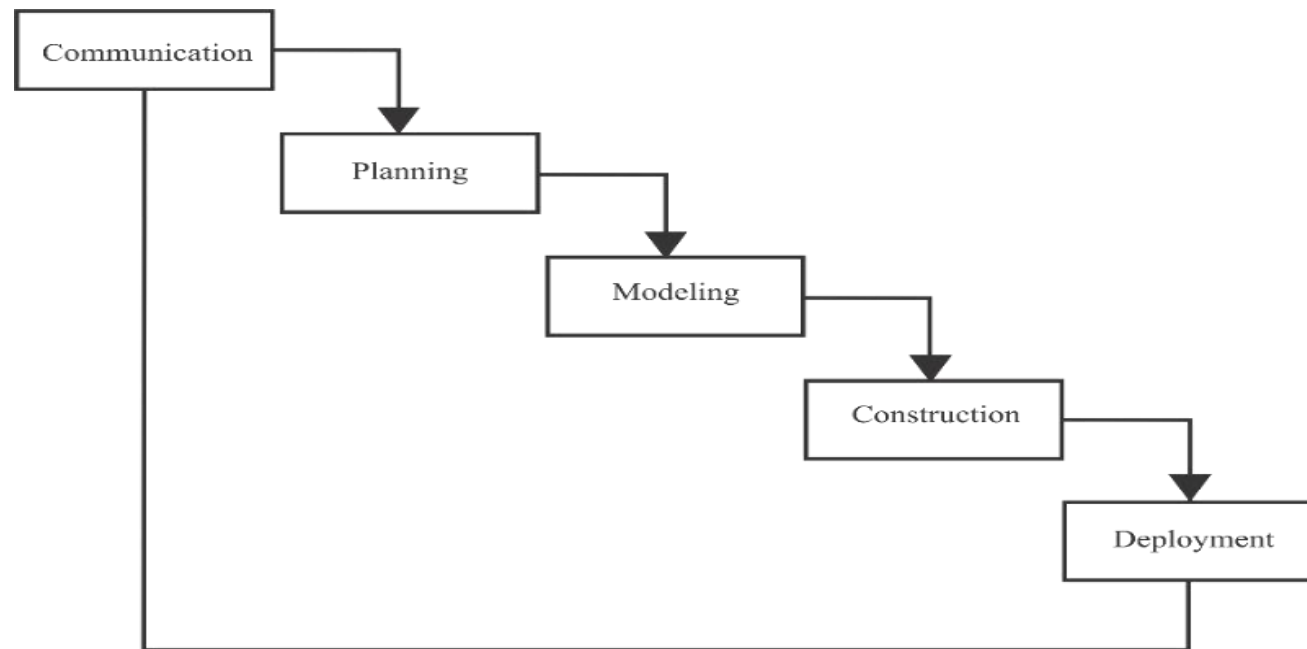 Communication
Planning
Modeling
Construction
Deployment